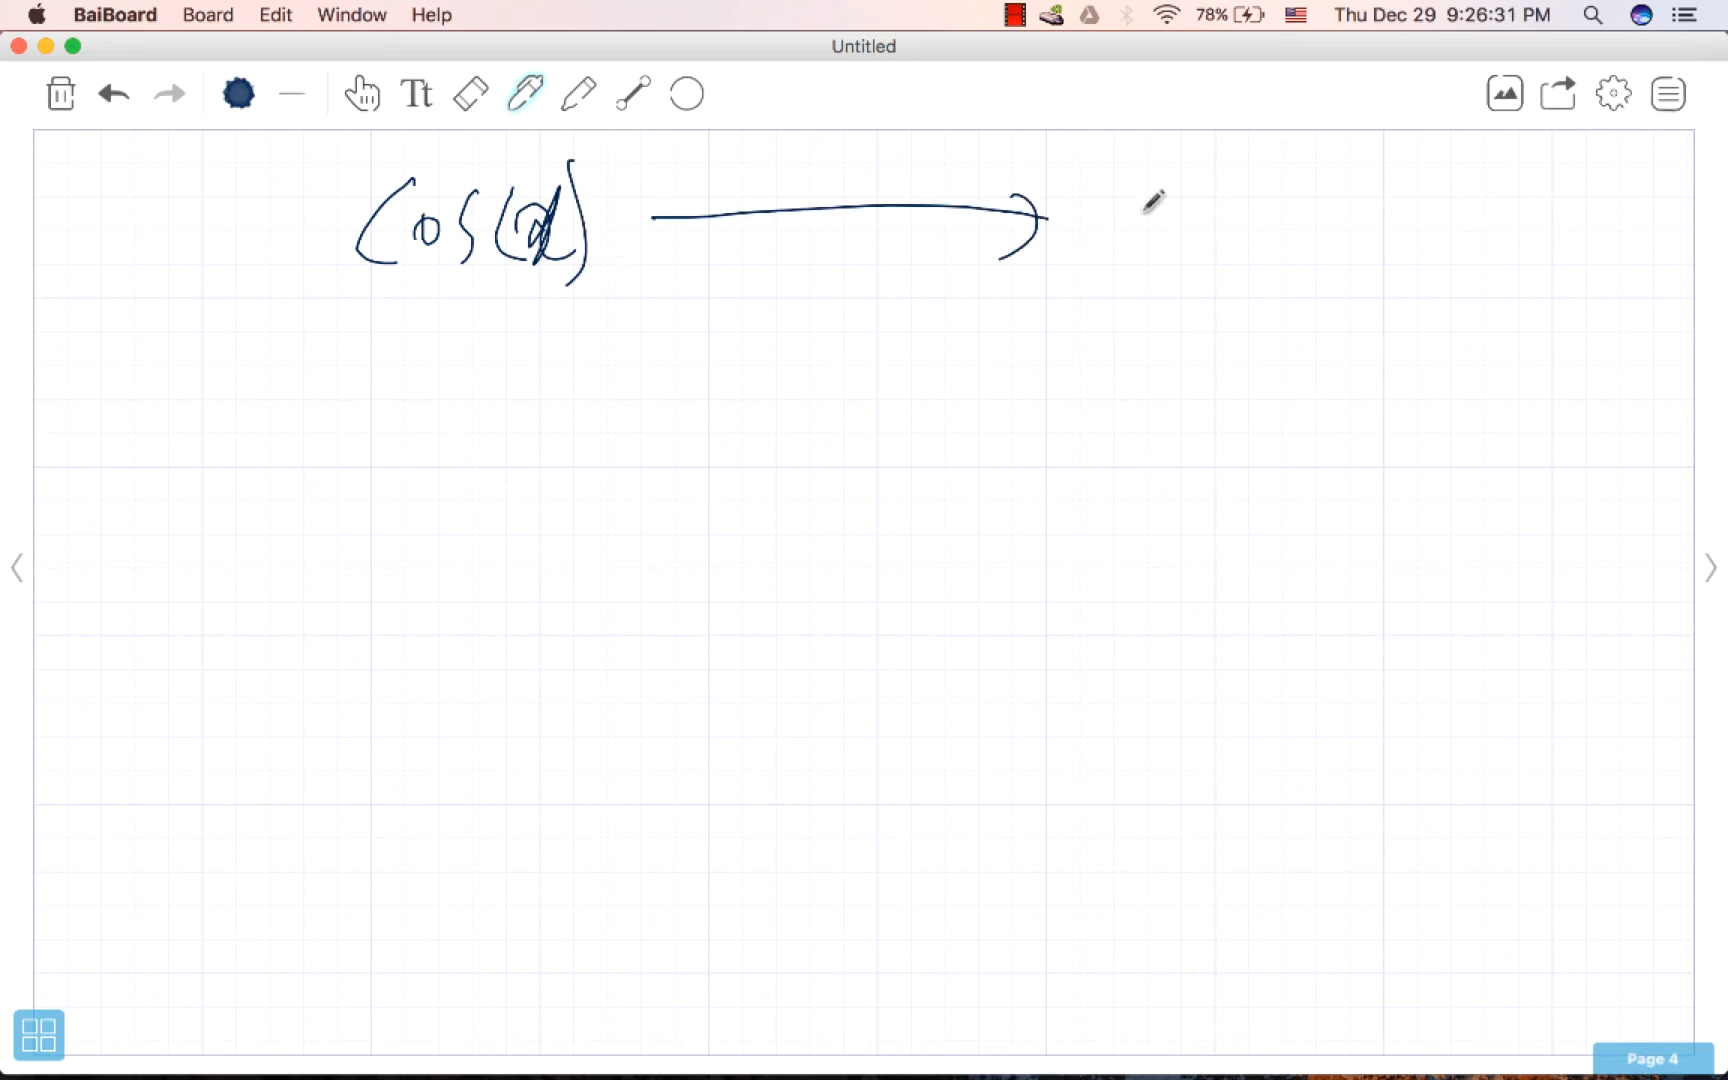 BaiBoard Board Edit Window Help 78% Thu Dec 29 9:26:31 PM
Untitled
Tt
Cos(x)
Page 4